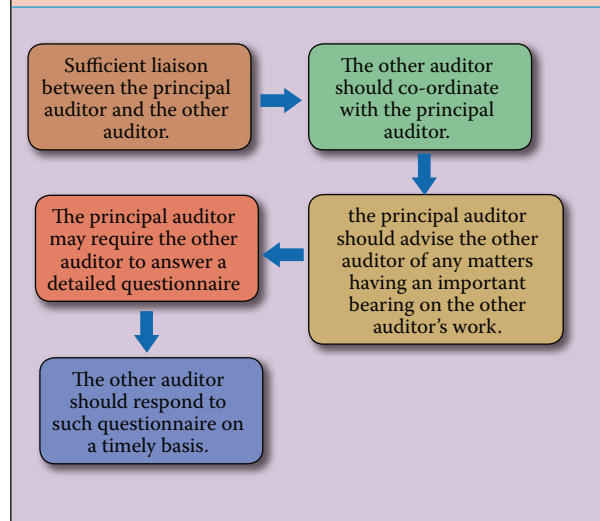 Sufficient liaison
between the principal
auditor and the other
auditor.
The other auditor
should co-ordinate
with the principal
auditor.
the principal auditor
should advise the other
auditor of any matters
having an important
bearing on the other
auditor's work.
The principal auditor
may require the other
auditor to answer a
detailed questionnaire
The other auditor
should respond to
such questionnaire on
a timely basis.